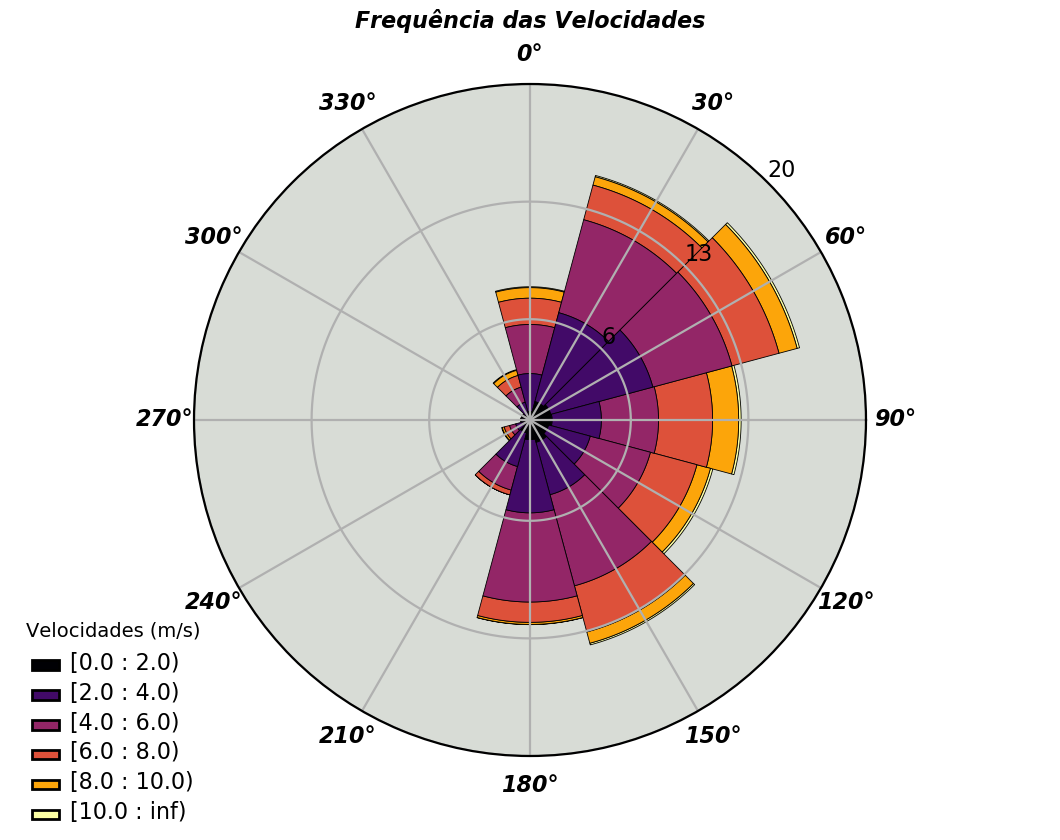 Frequência das Velocidades
0°
330°
30°
20
300°
60°
13
6
270°
90°
240°
120°
210°
150°
180°
Velocidades (m/s)
[0.0 : 2.0)
[2.0 : 4.0)
[4.0 : 6.0)
[6.0 : 8.0)
[8.0 : 10.0)
[10.0 : inf)